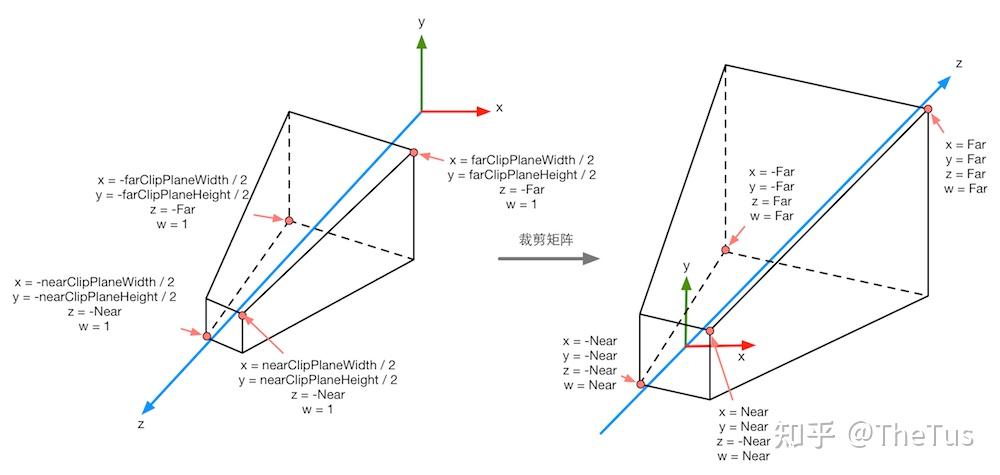 y
x
x = -farClipPlaneWidth / 2
y = -farClipPlaneHeight / 2
z = -Far
w = 1
x = farClipPlaneWidth / 2
y = farClipPlaneHeight / 2
z = -Far
w = 1
x = -nearClipPlaneWidth / 2
y = -nearClipPlaneHeight / 2
z = -Near
w = 1
x = nearClipPlaneWidth / 2
y = nearClipPlaneHeight / 2
z = -Near
w = 1
z
裁剪矩阵
z
x = Far
y = Far
z = Far
w = Far
x = -Far
y = -Far
z = Far
w = Far
y
x
x = -Near
y = -Near
z = -Near
w = Near
x = Near
y = Near
z = -Near
w = Near
知乎 @TheTus